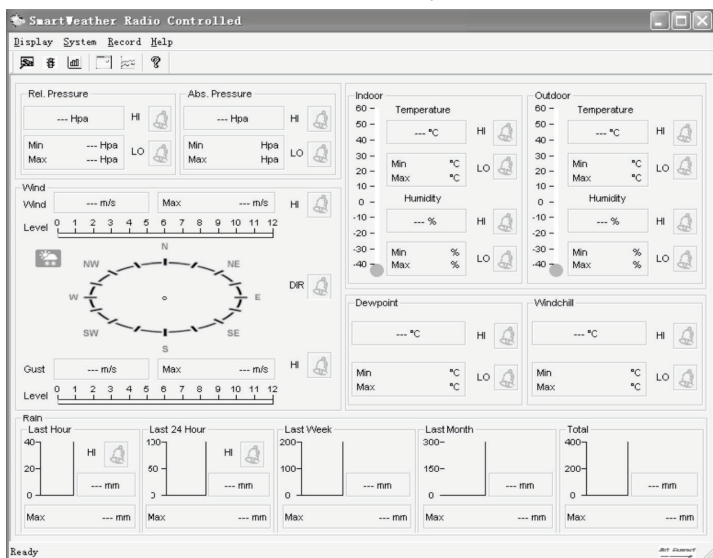 SmartWeather Radio Controlled
Display System Record Help
Rel. Pressure
--- Hpa
HI
Min --- Hpa
Max --- Hpa
LO
Abs. Pressure
--- Hpa
HI
Min Hpa
Max Hpa
LO
Wind
Wind --- m/s Max --- m/s HI
Level 0 1 2 3 4 5 6 7 8 9 10 11 12
N
NW NE
W E
SW SE
S
DIR
Gust --- m/s Max --- m/s HI
Level 0 1 2 3 4 5 6 7 8 9 10 11 12
Indoor
60
50
40
30
20
10
0
-10
-20
-30
-40
Temperature
--- °C
HI
Min °C
Max °C
LO
Humidity
--- %
HI
Min %
Max %
LO
Outdoor
60
50
40
30
20
10
0
-10
-20
-30
-40
Temperature
--- °C
HI
Min °C
Max °C
LO
Humidity
--- %
HI
Min %
Max %
LO
Dewpoint
--- °C
HI
Min °C
Max °C
LO
Windchill
--- °C
HI
Min °C
Max °C
LO
Rain
Last Hour
40
20
0
HI
--- mm
Max --- mm
Last 24 Hour
100
50
0
HI
--- mm
Max --- mm
Last Week
200
100
0
--- mm
Max --- mm
Last Month
300
150
0
--- mm
Max --- mm
Total
400
200
0
--- mm
Max --- mm
Ready